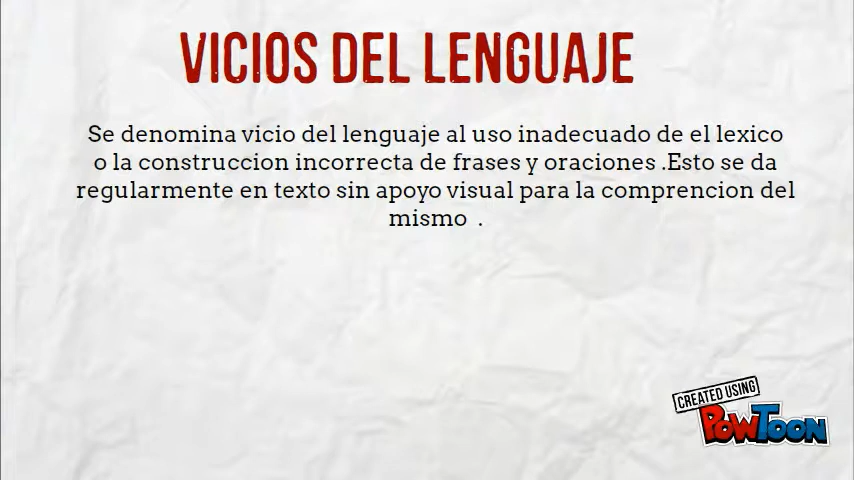 VICIOS DEL LENGUAJE
Se denomina vicio del lenguaje al uso inadecuado de el lexico
o la construccion incorrecta de frases y oraciones .Esto se da
regularmente en texto sin apoyo visual para la comprencion del
mismo .
CREATED USING
POWTOON